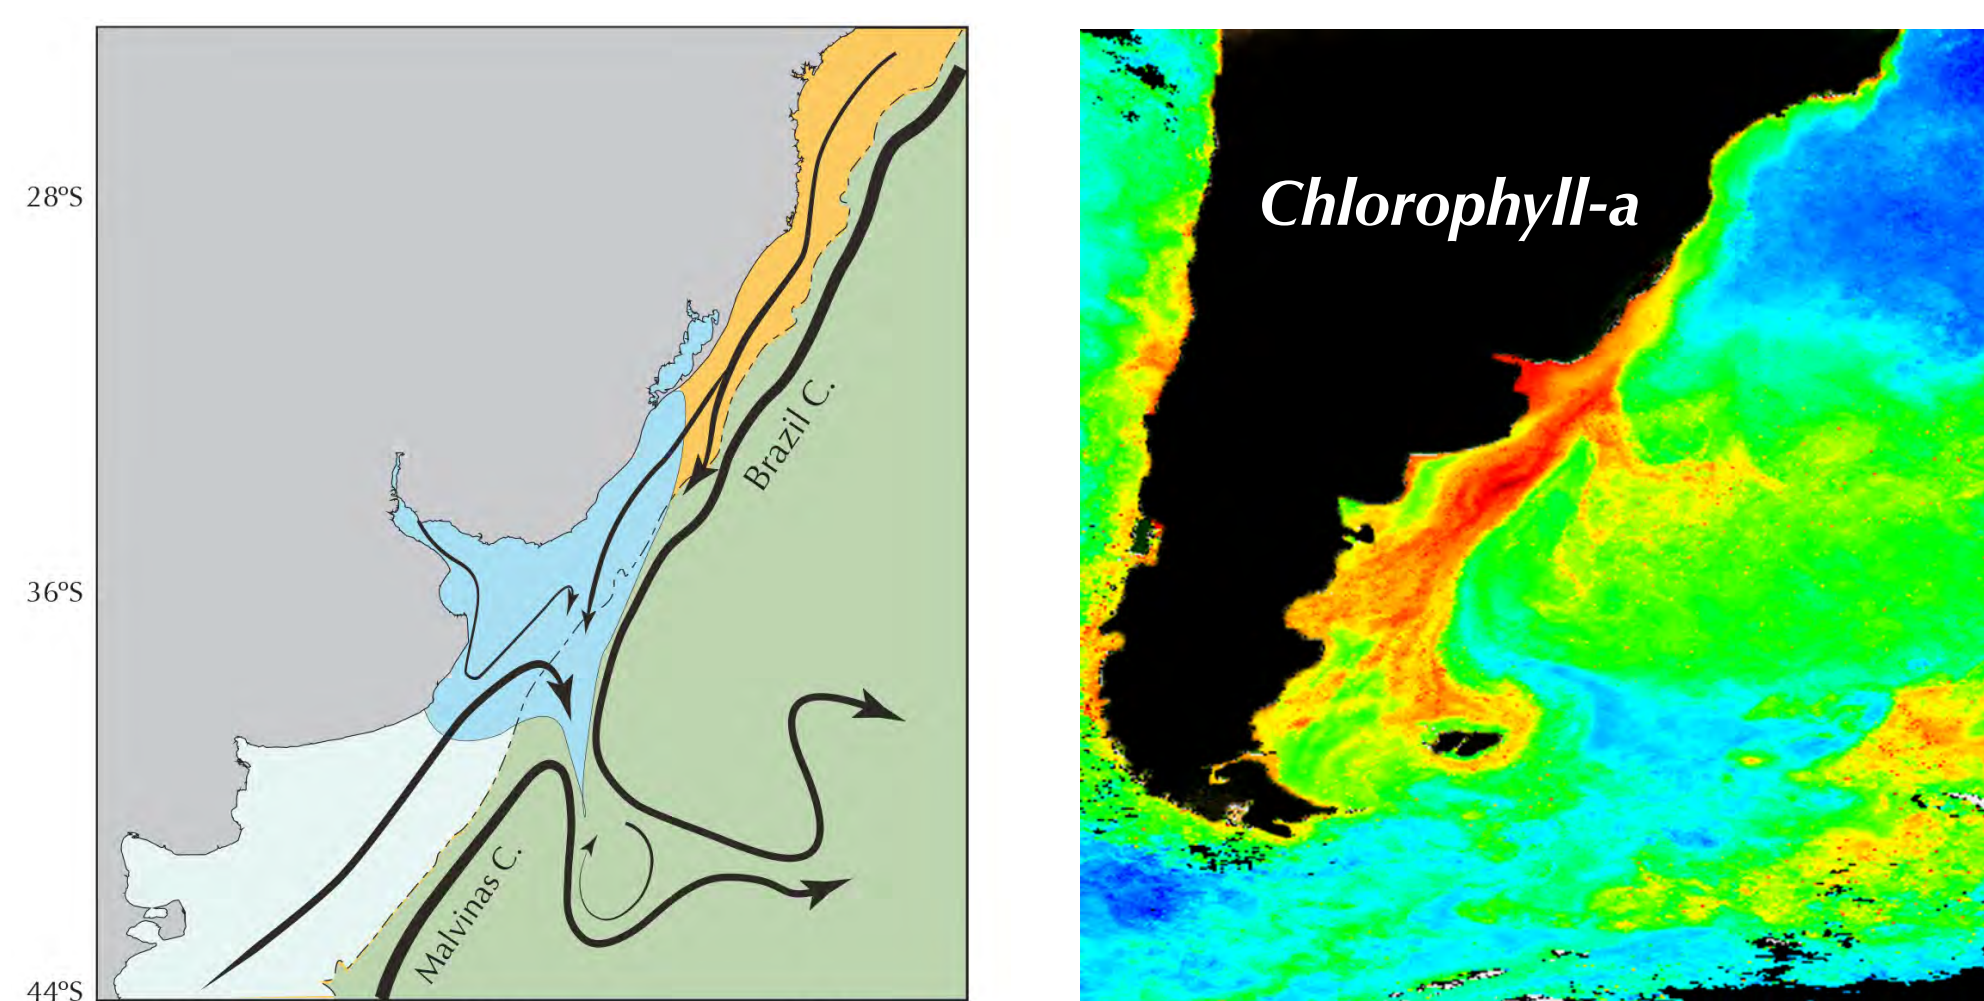 28ºS
36ºS
44ºS
Brazil C.
Malvinas C.
Chlorophyll-a